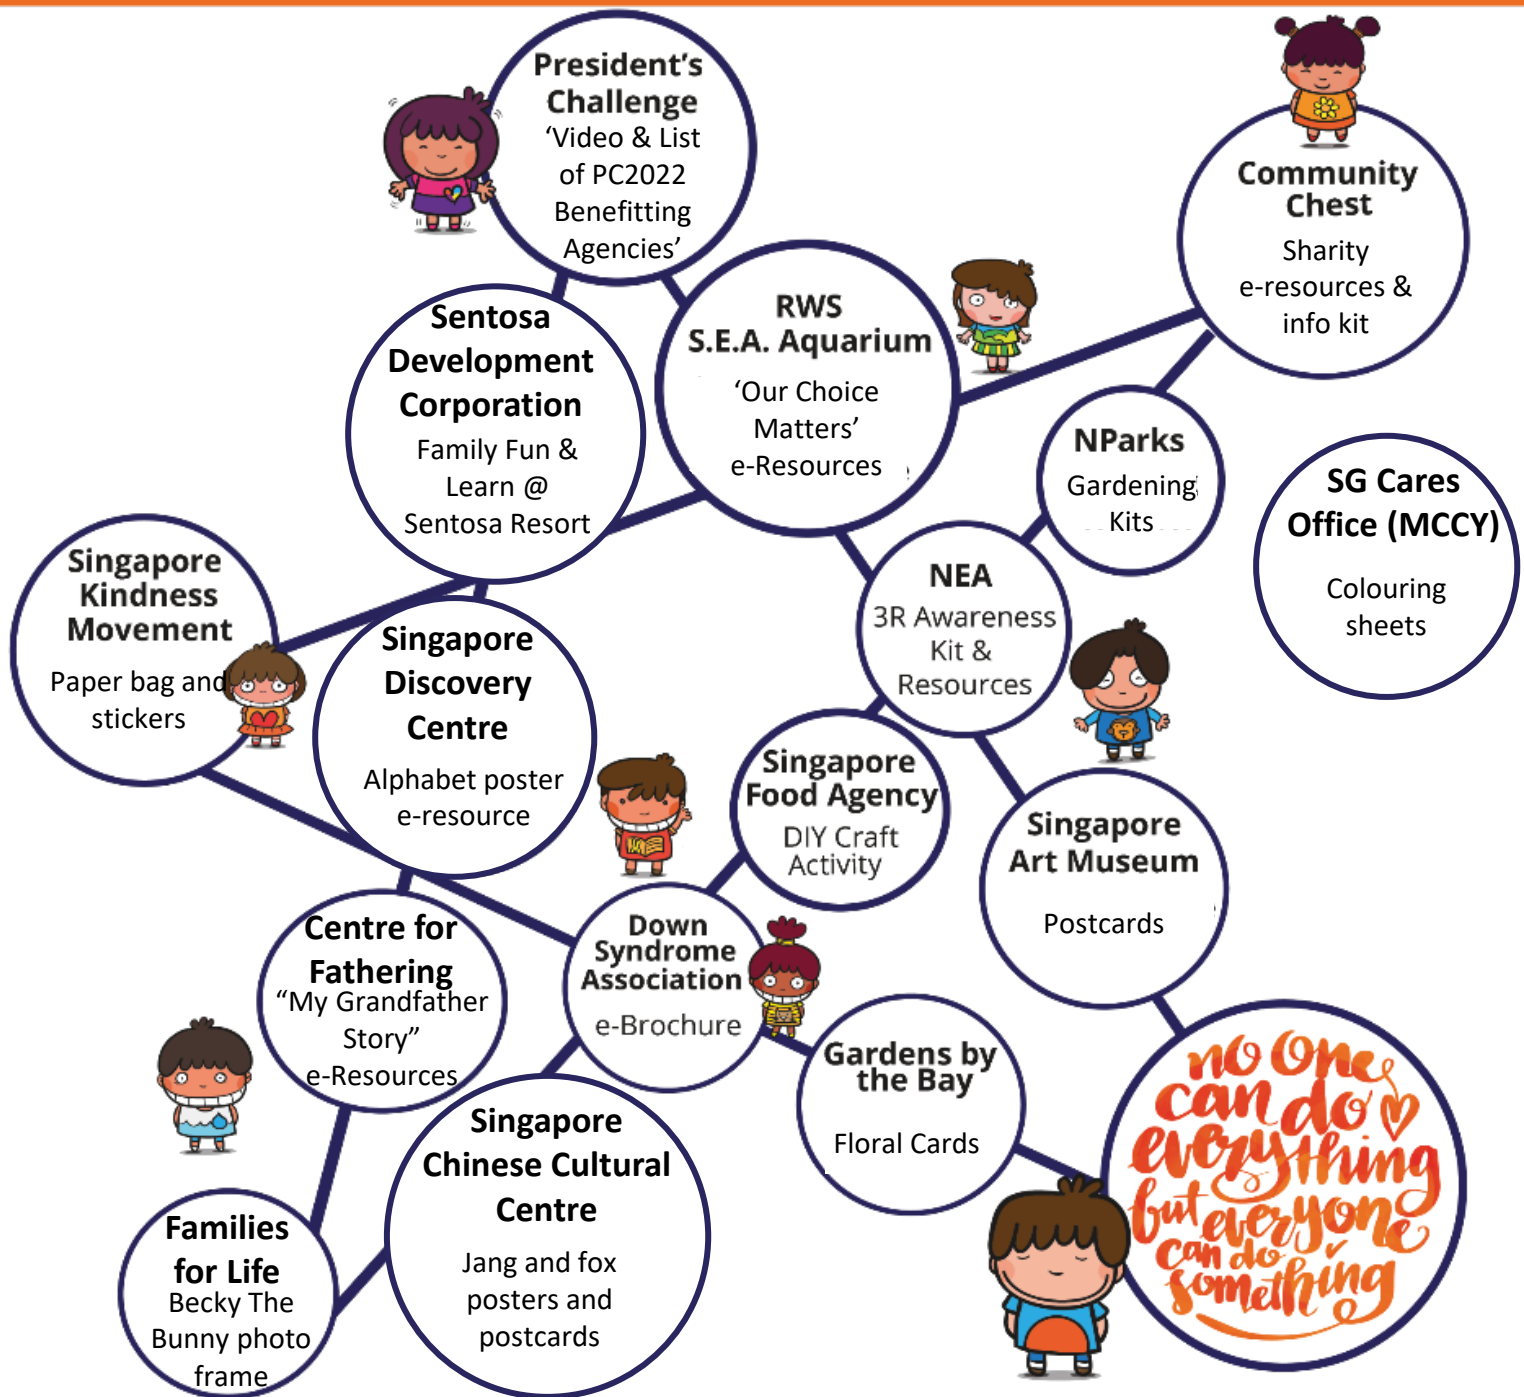 President's
Challenge
'Video & List
of PC2022
Benefitting
Agencies'
Community
Chest
Sharity
e-resources &
info kit
RWS
S.E.A. Aquarium
'Our Choice
Matters'
e-Resources
Sentosa
Development
Corporation
Family Fun &
Learn @
Sentosa Resort
NParks
Gardening
Kits
SG Cares
Office (MCCY)
Colouring
sheets
Singapore
Kindness
Movement
Paper bag and
stickers
NEA
3R Awareness
Kit &
Resources
Singapore
Discovery
Centre
Alphabet poster
e-resource
Singapore
Food Agency
DIY Craft
Activity
Singapore
Art Museum
Postcards
Centre for
Fathering
"My Grandfather
Story"
e-Resources
Down
Syndrome
Association
e-Brochure
Gardens by
the Bay
Floral Cards
Singapore
Chinese Cultural
Centre
Jang and fox
posters and
postcards
Families
for Life
Becky The
Bunny photo
frame
no one
can do
everything
but everyone
can do
something